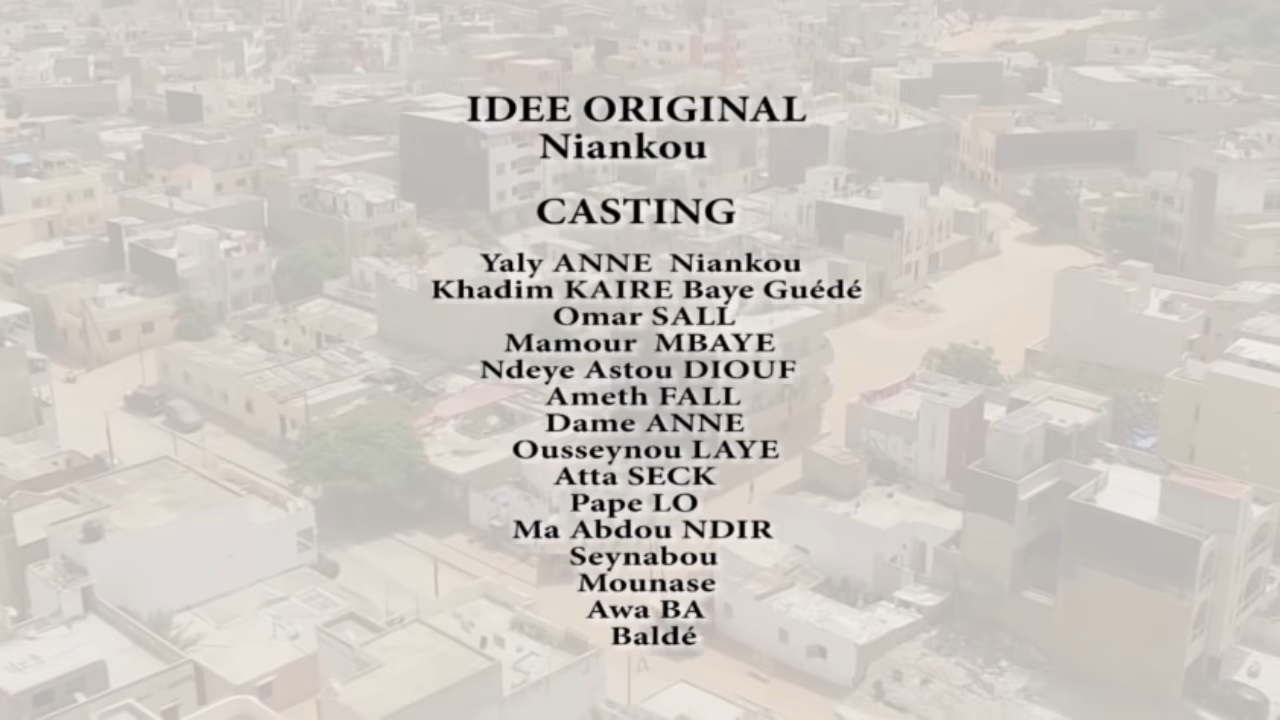 IDEE ORIGINAL
Niankou
CASTING
Yaly ANNE Niankou
Khadim KAIRE Baye Guédé
Omar SALL
Mamour MBAYE
Ndeye Astou DIOUF
Ameth FALL
Dame ANNE
Ousseynou LAYE
Atta SECK
Pape LO
Ma Abdou NDIR
Seynabou
Mounase
Awa BA
Baldé